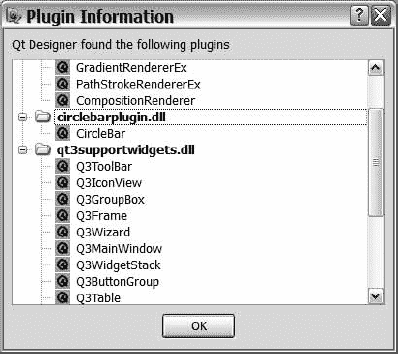 Plugin Information
Qt Designer found the following plugins
GradientRendererEx
PathStrokeRendererEx
CompositionRenderer
circlebarplugin.dll
CircleBar
qt3supportwidgets.dll
Q3ToolBar
Q3IconView
Q3GroupBox
Q3Frame
Q3Wizard
Q3MainWindow
Q3WidgetStack
Q3ButtonGroup
Q3Table
OK